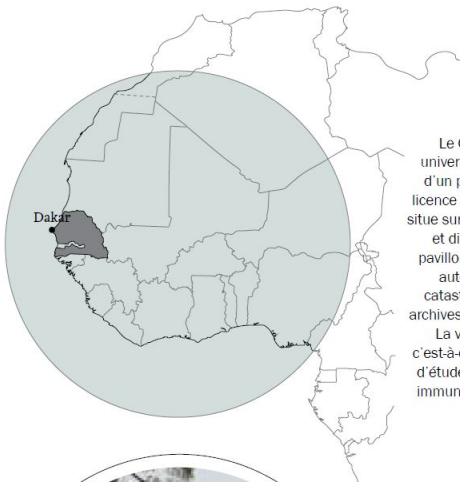 Dakar
Le
univer
d'un p
licence
situe sur
et di
pavillo
aut
catast
archives
La v
c'est-à-
d'étude
immun